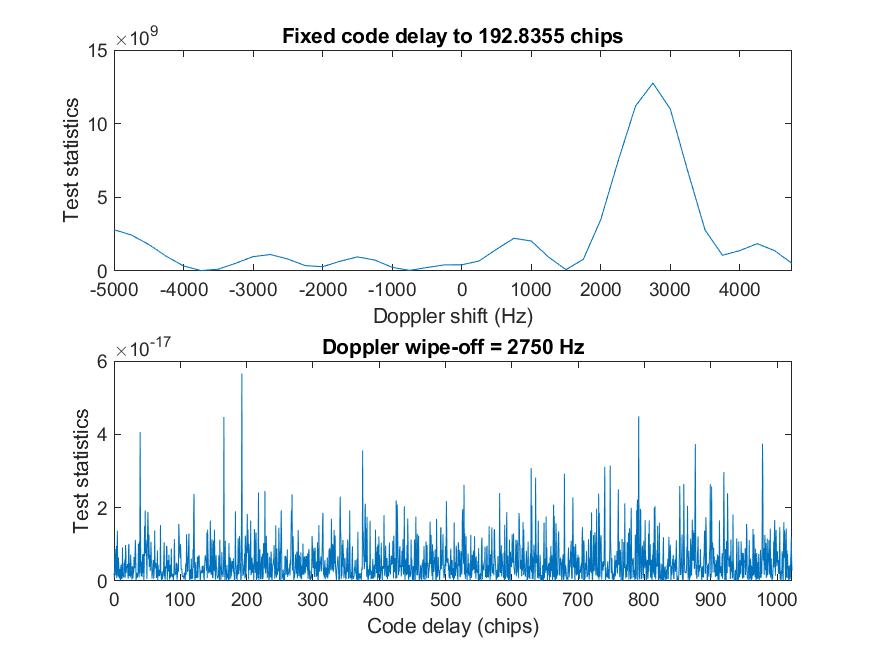 Fixed code delay to 192.8355 chips
×10^9
15
10
5
0
Test statistics
-5000 -4000 -3000 -2000 -1000 0 1000 2000 3000 4000
Doppler shift (Hz)
Doppler wipe-off = 2750 Hz
×10^-17
6
4
2
0
Test statistics
0 100 200 300 400 500 600 700 800 900 1000
Code delay (chips)